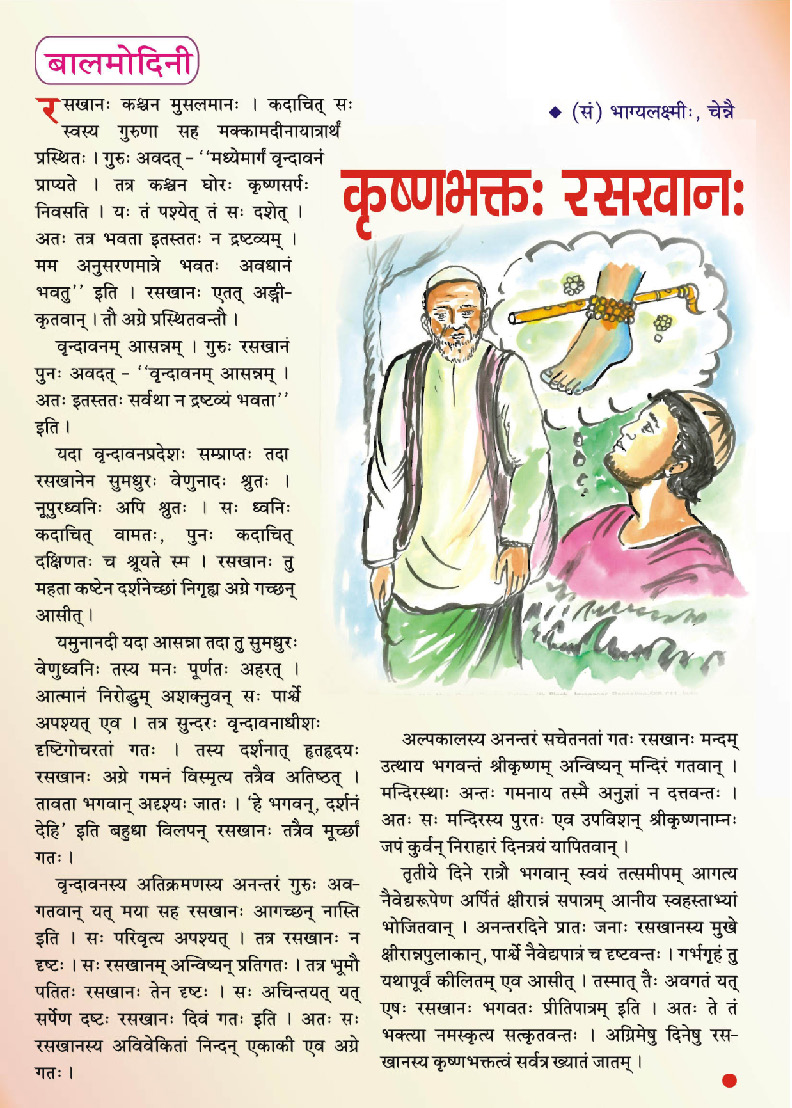 बालमोदिनी
◆ (सं) भाग्यलक्ष्मीः, चेन्नै
कृष्णभक्तः रसखानः
रसखानः कश्चन मुसलमानः । कदाचित् सः
स्वस्य गुरुणा सह मक्कामदीनायात्रार्थं
प्रस्थितः । गुरुः अवदत् – ‘‘मध्येमार्गं वृन्दावनं
प्राप्यते । तत्र कश्चन घोरः कृष्णसर्पः
निवसति । यः तं पश्येत् तं सः दशेत् ।
अतः तत्र भवता इतस्ततः न द्रष्टव्यम् ।
मम अनुसरणमात्रे भवतः अवधानं
भवतु’’ इति । रसखानः एतत् अङ्गी-
कृतवान् । तौ अग्रे प्रस्थितवन्तौ ।
वृन्दावनम् आसन्नम् । गुरुः रसखानं
पुनः अवदत् – ‘‘वृन्दावनम् आसन्नम् ।
अतः इतस्ततः सर्वथा न द्रष्टव्यं भवता’’
इति ।
यदा वृन्दावनप्रदेशः सम्प्राप्तः तदा
रसखानेन सुमधुरः वेणुनादः श्रुतः ।
नूपुरध्वनिः अपि श्रुतः । सः ध्वनिः
कदाचित् वामतः, पुनः कदाचित्
दक्षिणतः च श्रूयते स्म । रसखानः तु
महता कष्टेन दर्शनेच्छां निगृह्य अग्रे गच्छन्
आसीत् ।
यमुनानदी यदा आसन्ना तदा तु सुमधुरः
वेणुध्वनिः तस्य मनः पूर्णतः अहरत् ।
आत्मानं निरोद्धुम् अशक्नुवन् सः पार्श्वे
अपश्यत् एव । तत्र सुन्दरः वृन्दावनाधीशः
दृष्टिगोचरतां गतः । तस्य दर्शनात् हृतहृदयः
रसखानः अग्रे गमनं विस्मृत्य तत्रैव अतिष्ठत् ।
तावता भगवान् अदृश्यः जातः । ‘हे भगवन्, दर्शनं
देहि’ इति बहुधा विलपन् रसखानः तत्रैव मूर्च्छां
गतः ।
वृन्दावनस्य अतिक्रमणस्य अनन्तरं गुरुः अव-
गतवान् यत् मया सह रसखानः आगच्छन् नास्ति
इति । सः परिवृत्य अपश्यत् । तत्र रसखानः न
दृष्टः । सः रसखानम् अन्विष्यन् प्रतिगतः । तत्र भूमौ
पतितः रसखानः तेन दृष्टः । सः अचिन्तयत् यत्
सर्पेण दष्टः रसखानः दिवं गतः इति । अतः सः
रसखानस्य अविवेकितां निन्दन् एकाकी एव अग्रे
गतः ।
अल्पकालस्य अनन्तरं सचेतनतां गतः रसखानः मन्दम्
उत्थाय भगवन्तं श्रीकृष्णम् अन्विष्यन् मन्दिरं गतवान् ।
मन्दिरस्थाः अन्तः गमनाय तस्मै अनुज्ञां न दत्तवन्तः ।
अतः सः मन्दिरस्य पुरतः एव उपविशन् श्रीकृष्णनाम्नः
जपं कुर्वन् निराहारं दिनत्रयं यापितवान् ।
तृतीये दिने रात्रौ भगवान् स्वयं तत्समीपम् आगत्य
नैवेद्यरूपेण अर्पितं क्षीरान्नं सपात्रम् आनीय स्वहस्ताभ्यां
भोजितवान् । अनन्तरदिने प्रातः जनाः रसखानस्य मुखे
क्षीरान्नपुलाकान्, पार्श्वे नैवेद्यपात्रं च दृष्टवन्तः । गर्भगृहं तु
यथापूर्वं कीलितम् एव आसीत् । तस्मात् तैः अवगतं यत्
एषः रसखानः भगवतः प्रीतिपात्रम् इति । अतः ते तं
भक्त्या नमस्कृत्य सत्कृतवन्तः । अग्रिमेषु दिनेषु रस-
खानस्य कृष्णभक्तत्वं सर्वत्र ख्यातं जातम् ।